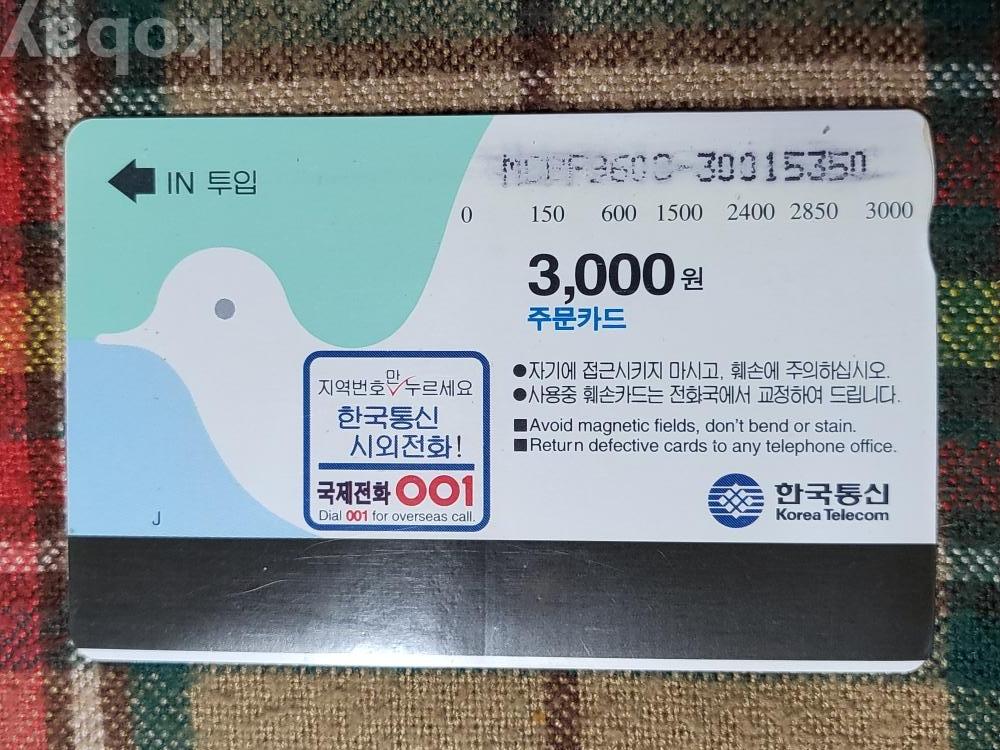 kobay
IN 투입
30015350
0 150 600 1500 2400 2850 3000
3,000원
주문카드
●자기에 접근시키지 마시고, 훼손에 주의하십시오.
●사용중 훼손카드는 전화국에서 교정하여 드립니다.
■Avoid magnetic fields, don't bend or stain.
■Return defective cards to any telephone office.
지역번호만 누르세요
한국통신
시외전화!
국제전화 001
Dial 001 for overseas call.
한국통신
Korea Telecom
J